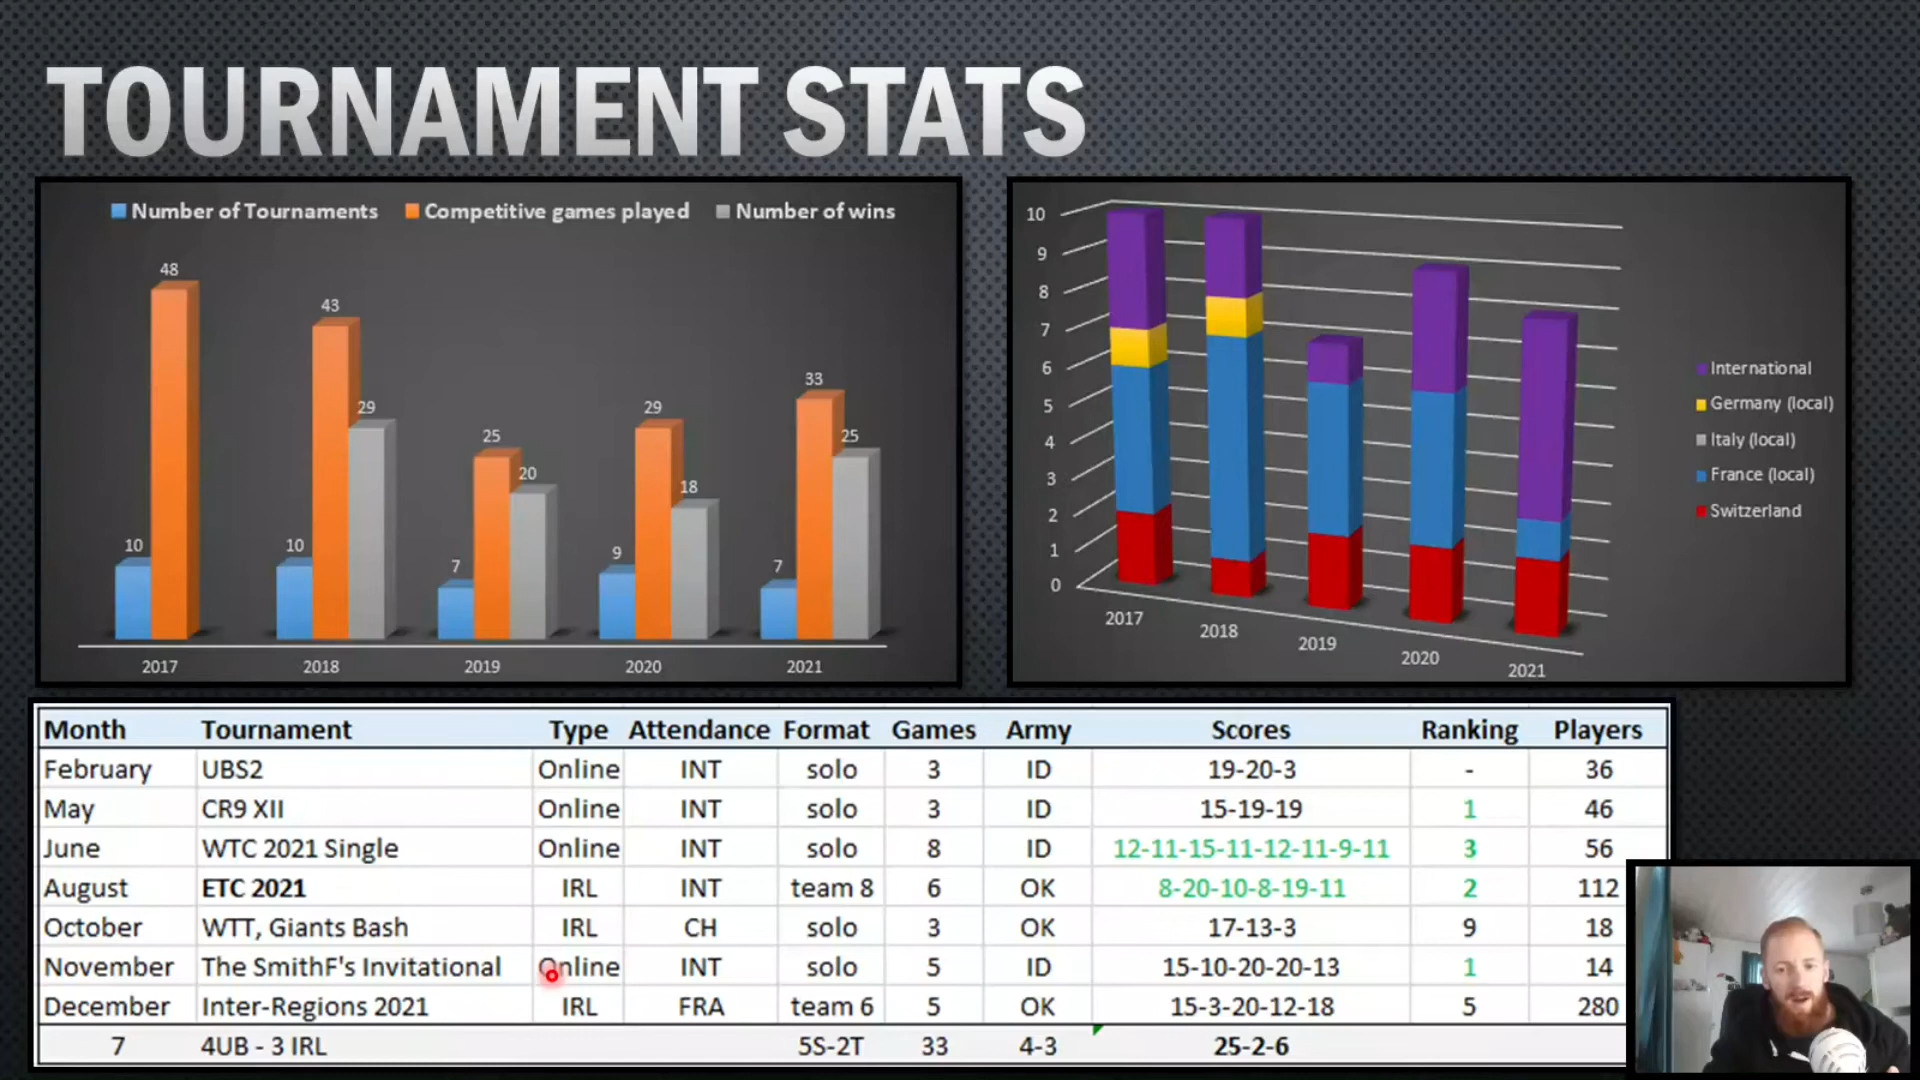 TOURNAMENT STATS
Number of Tournaments Competitive games played Number of wins
48
43
29
25
20
29
18
33
25
10
10
7
9
7
2017 2018 2019 2020 2021
10
9
8
7
6
5
4
3
2
1
0
2017
2018
2019
2020
2021
International
Germany (local)
Italy (local)
France (local)
Switzerland
Month Tournament Type Attendance Format Games Army Scores Ranking Players
February UBS2 Online INT solo 3 ID 19-20-3 - 36
May CR9 XII Online INT solo 3 ID 15-19-19 1 46
June WTC 2021 Single Online INT solo 8 ID 12-11-15-11-12-11-9-11 3 56
August ETC 2021 IRL INT team 8 6 OK 8-20-10-8-19-11 2 112
October WTT, Giants Bash IRL CH solo 3 OK 17-13-3 9 18
November The SmithF's Invitational Online INT solo 5 ID 15-10-20-20-13 1 14
December Inter-Regions 2021 IRL FRA team 6 5 OK 15-3-20-12-18 5 280
7 4UB - 3 IRL 5S-2T 33 4-3 25-2-6